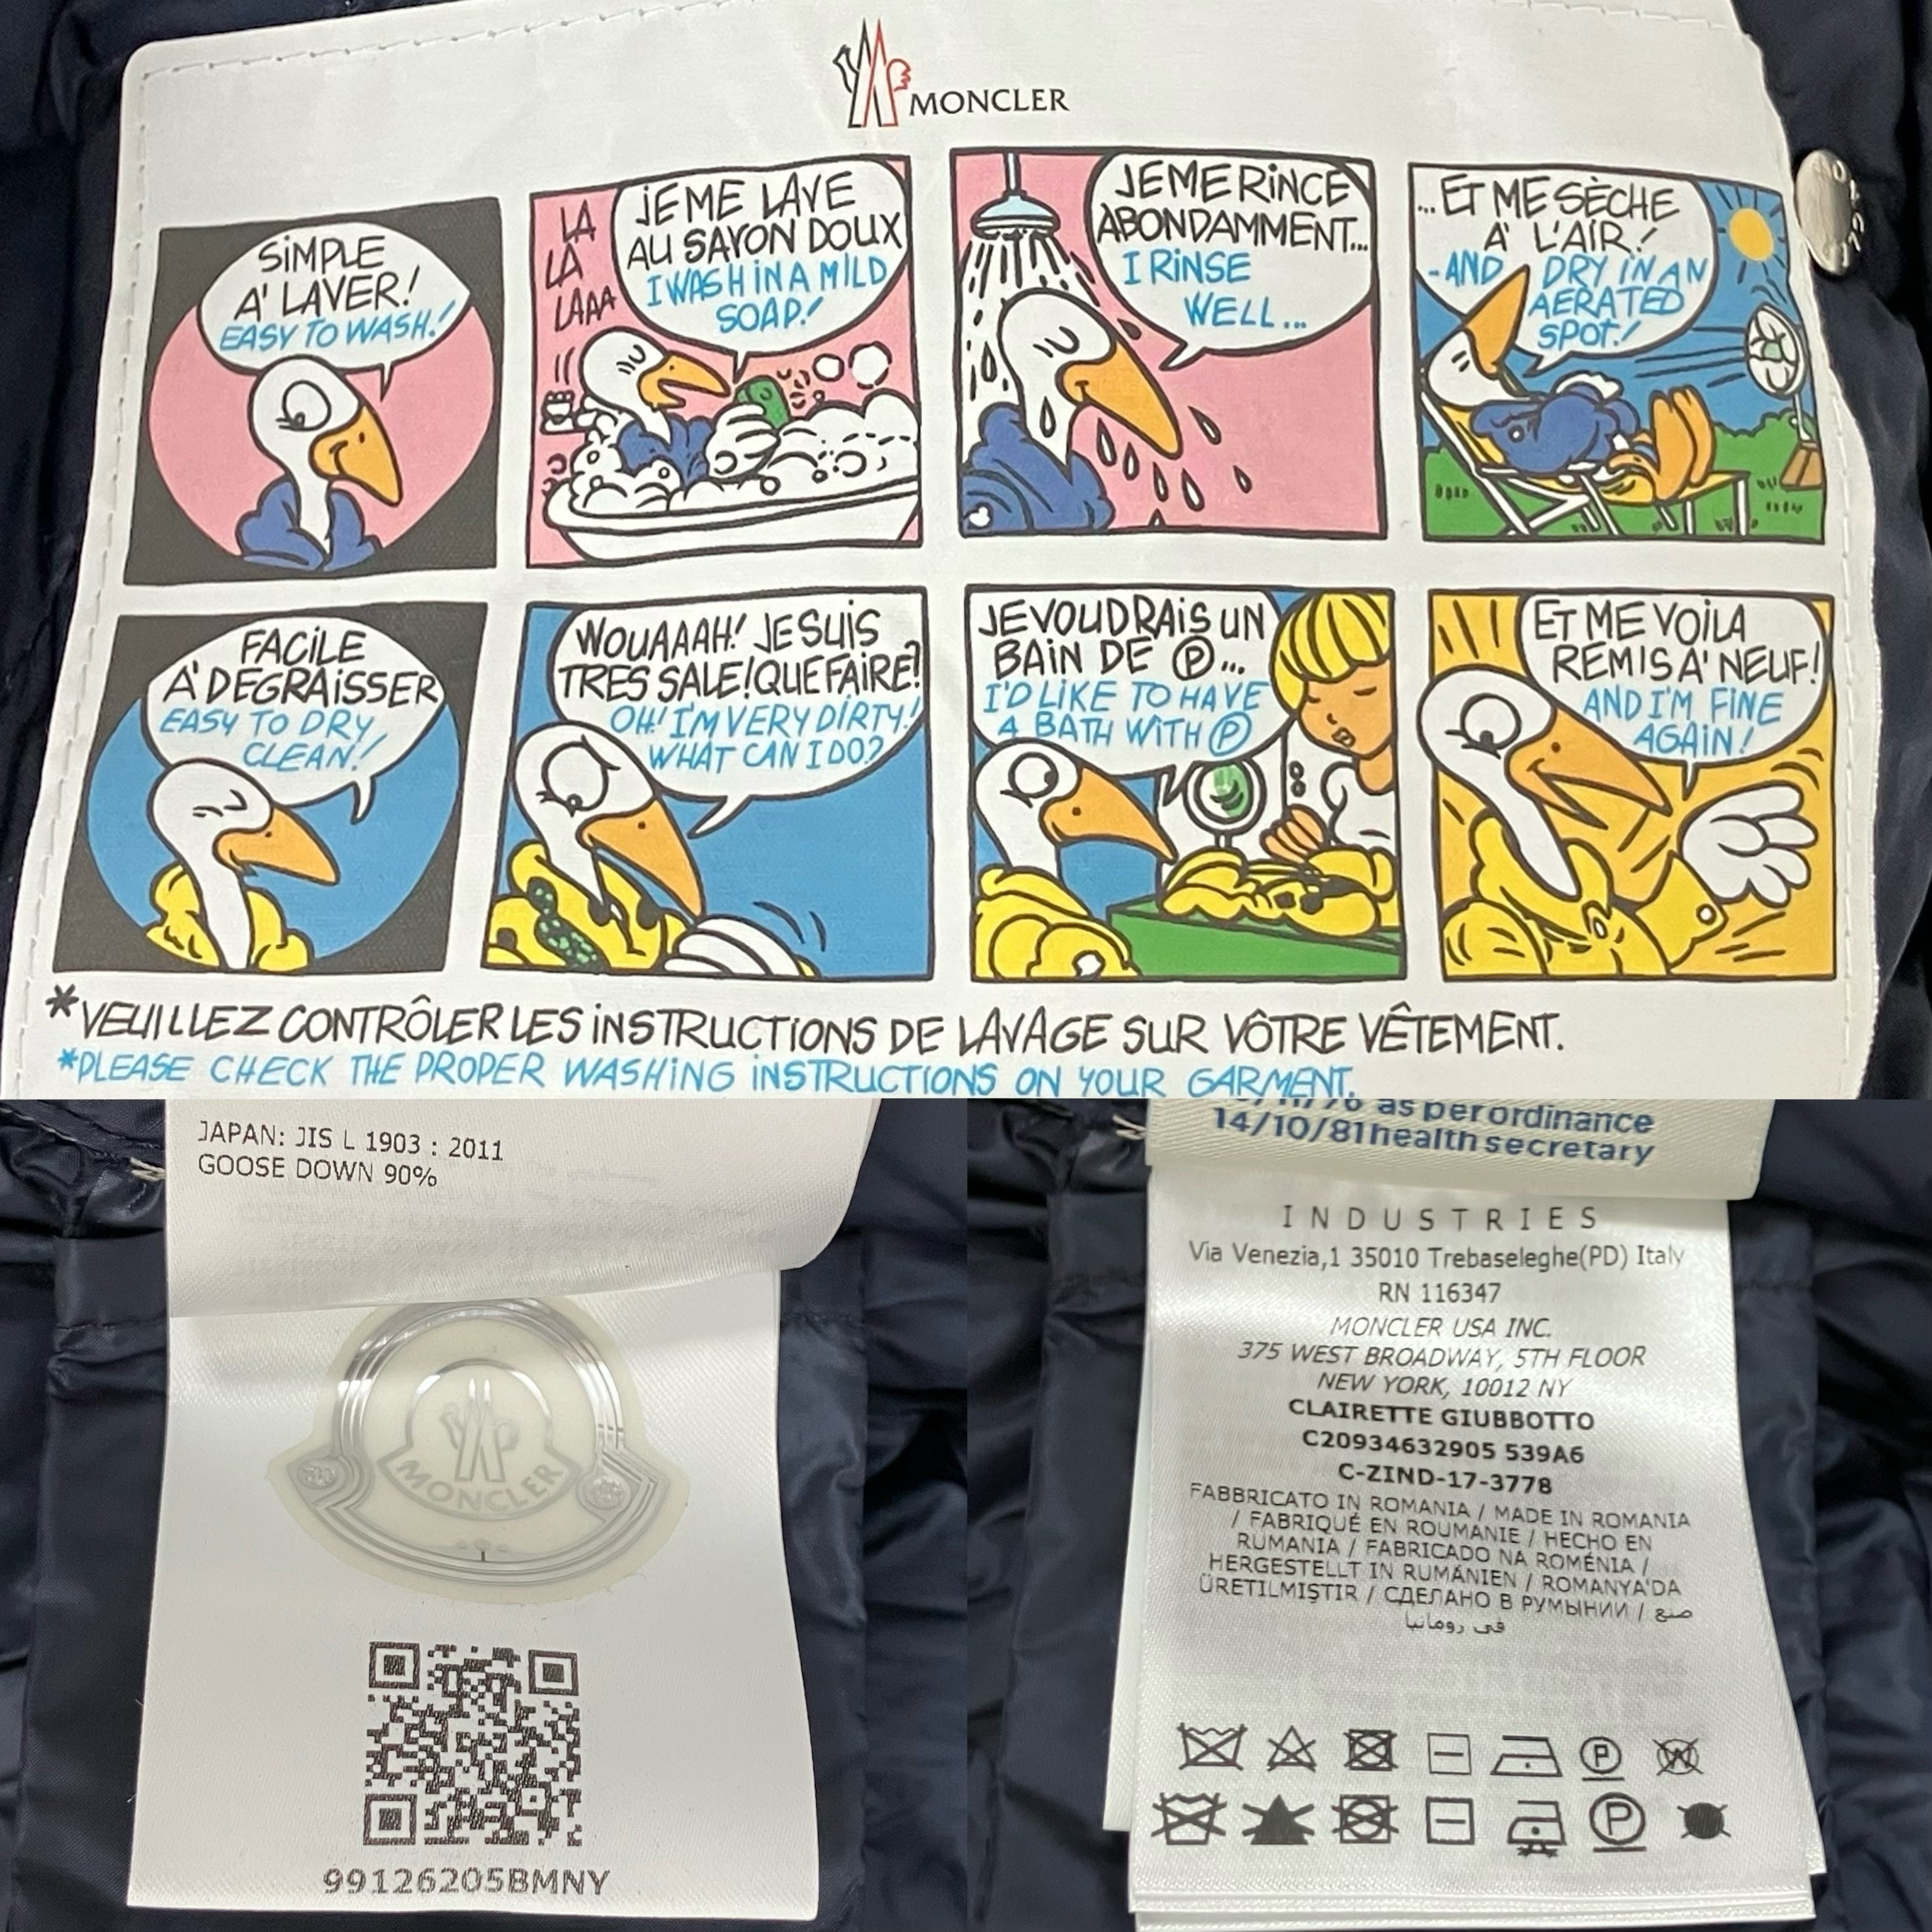 MONCLER
SiMPLE
A' LAVER!
EASY TO WASH!
LA
LA
LAAA
JE ME LAVE
AU SAVON DOUX
I WASH IN A MILD
SOAP!
JE ME RiNCE
ABONDAMMENT...
I RiNSE
WELL...
...ET ME SÈCHE
A' L'AIR!
-AND DRY IN AN
AERATED
SPOT!
FACiLE
A' DEGRAiSSER
EASY TO DRY
CLEAN!
WOUAAAH! JE SUiS
TRES SALE! QUE FAIRE?
OH! I'M VERY DIRTY!
WHAT CAN I DO?
JE VOUDRAiS UN
BAiN DE Ⓟ...
I'D LIKE TO HAVE
A BATH WITH Ⓟ
ET ME VOiLA
REMIS A' NEUF!
AND I'M FINE
AGAiN!
*VEUILLEZ CONTRÔLER LES iNSTRUCTiONS DE LAVAGE SUR VÔTRE VÊTEMENT.
*PLEASE CHECK THE PROPER WASHiNG iNSTRUCTIONS ON YOUR GARMENT.
JAPAN: JIS L 1903 : 2011
GOOSE DOWN 90%
MONCLER
99126205BMNY
as per ordinance
14/10/81 health secretary
INDUSTRIES
Via Venezia,1 35010 Trebaseleghe(PD) Italy
RN 116347
MONCLER USA INC.
375 WEST BROADWAY, 5TH FLOOR
NEW YORK, 10012 NY
CLAIRETTE GIUBBOTTO
C20934632905 539A6
C-ZIND-17-3778
FABBRICATO IN ROMANIA / MADE IN ROMANIA
/ FABRIQUÉ EN ROUMANIE / HECHO EN
RUMANIA / FABRICADO NA ROMÉNIA /
HERGESTELLT IN RUMÄNIEN / ROMANYA'DA
ÜRETILMIŞTIR / СДЕЛАНО В РУМЫНИИ / صنع
في رومانيا
P
W
P